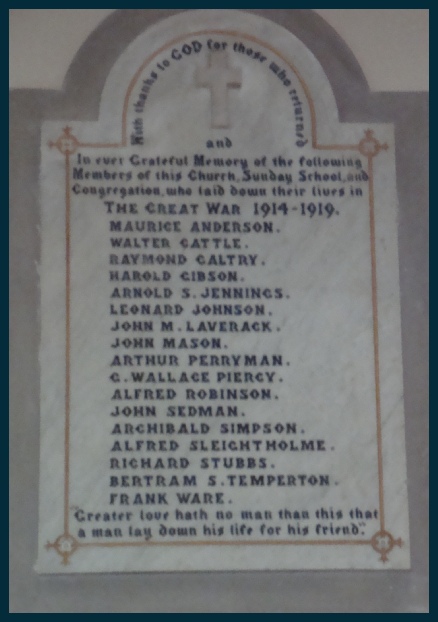 With thanks to GOD for those who returned
and
In ever Grateful Memory of the following
Members of this Church, Sunday School, and
Congregation, who laid down their lives in
THE GREAT WAR 1914-1919.
MAURICE ANDERSON.
WALTER CATTLE.
RAYMOND CALTRY.
HAROLD GIBSON.
ARNOLD S. JENNINGS.
LEONARD JOHNSON.
JOHN M. LAVERACK.
JOHN MASON.
ARTHUR PERRYMAN.
C. WALLACE PIERCY.
ALFRED ROBINSON.
JOHN SEDMAN.
ARCHIBALD SIMPSON.
ALFRED SLEIGHTHOLME.
RICHARD STUBBS.
BERTRAM S. TEMPERTON.
FRANK WARE.
"Greater love hath no man than this that
a man lay down his life for his friend".